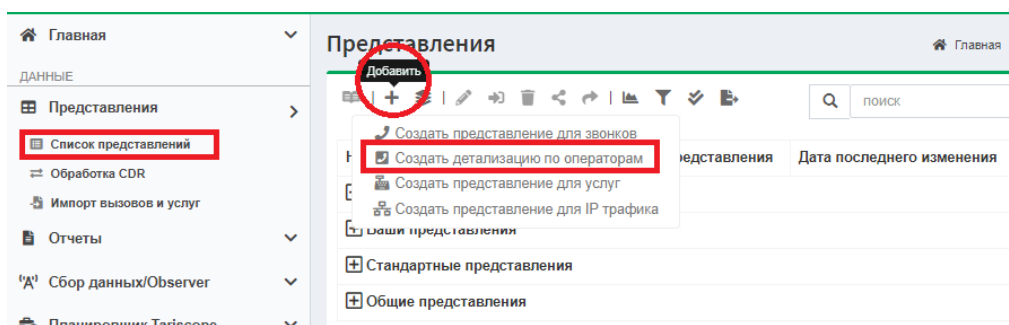 Главная
ДАННЫЕ
Представления
Список представлений
Обработка CDR
Импорт вызовов и услуг
Отчеты
Сбор данных/Observer
Планировщик Tariscope
Представления
Главная
Добавить
поиск
Создать представление для звонков
Создать детализацию по операторам
Создать представление для услуг
Создать представление для IP трафика
Дата последнего изменения
Ваши представления
Стандартные представления
Общие представления